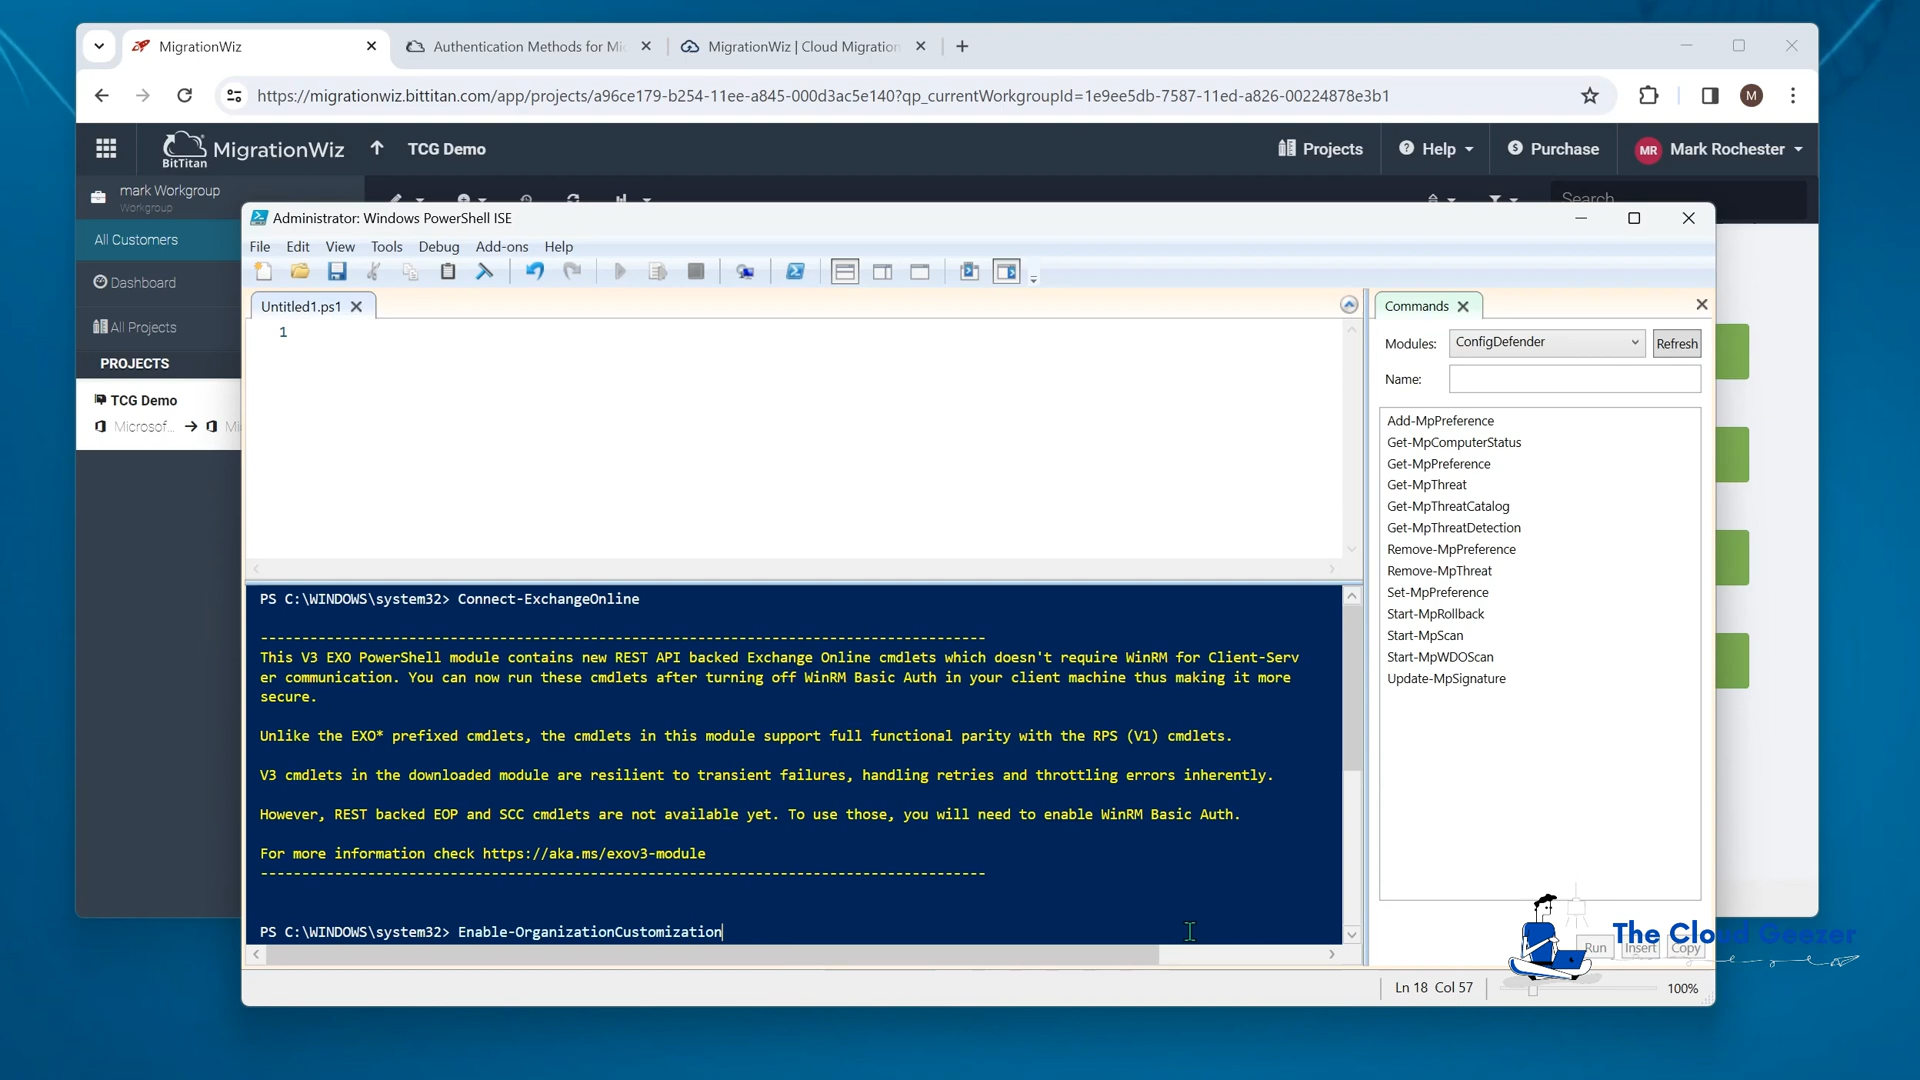 MigrationWiz
Authentication Methods for Mi
MigrationWiz | Cloud Migration
https://migrationwiz.bittitan.com/app/projects/a96ce179-b254-11ee-a845-000d3ac5e140?qp_currentWorkgroupId=1e9ee5db-7587-11ed-a826-00224878e3b1
M
BitTitan MigrationWiz
TCG Demo
Projects
Help
Purchase
MR Mark Rochester
mark Workgroup
Workgroup
Search
All Customers
Dashboard
All Projects
PROJECTS
TCG Demo
Microsof...
Mi
Administrator: Windows PowerShell ISE
File Edit View Tools Debug Add-ons Help
Untitled1.ps1
1
PS C:\WINDOWS\system32> Connect-ExchangeOnline
----------------------------------------------------------------------------------------
This V3 EXO PowerShell module contains new REST API backed Exchange Online cmdlets which doesn't require WinRM for Client-Serv
er communication. You can now run these cmdlets after turning off WinRM Basic Auth in your client machine thus making it more
secure.
Unlike the EXO* prefixed cmdlets, the cmdlets in this module support full functional parity with the RPS (V1) cmdlets.
V3 cmdlets in the downloaded module are resilient to transient failures, handling retries and throttling errors inherently.
However, REST backed EOP and SCC cmdlets are not available yet. To use those, you will need to enable WinRM Basic Auth.
For more information check https://aka.ms/exov3-module
----------------------------------------------------------------------------------------
PS C:\WINDOWS\system32> Enable-OrganizationCustomization
Commands
Modules: ConfigDefender Refresh
Name:
Add-MpPreference
Get-MpComputerStatus
Get-MpPreference
Get-MpThreat
Get-MpThreatCatalog
Get-MpThreatDetection
Remove-MpPreference
Remove-MpThreat
Set-MpPreference
Start-MpRollback
Start-MpScan
Start-MpWDOScan
Update-MpSignature
Run Insert Copy
The Cloud Geezer
Ln 18 Col 57
100%